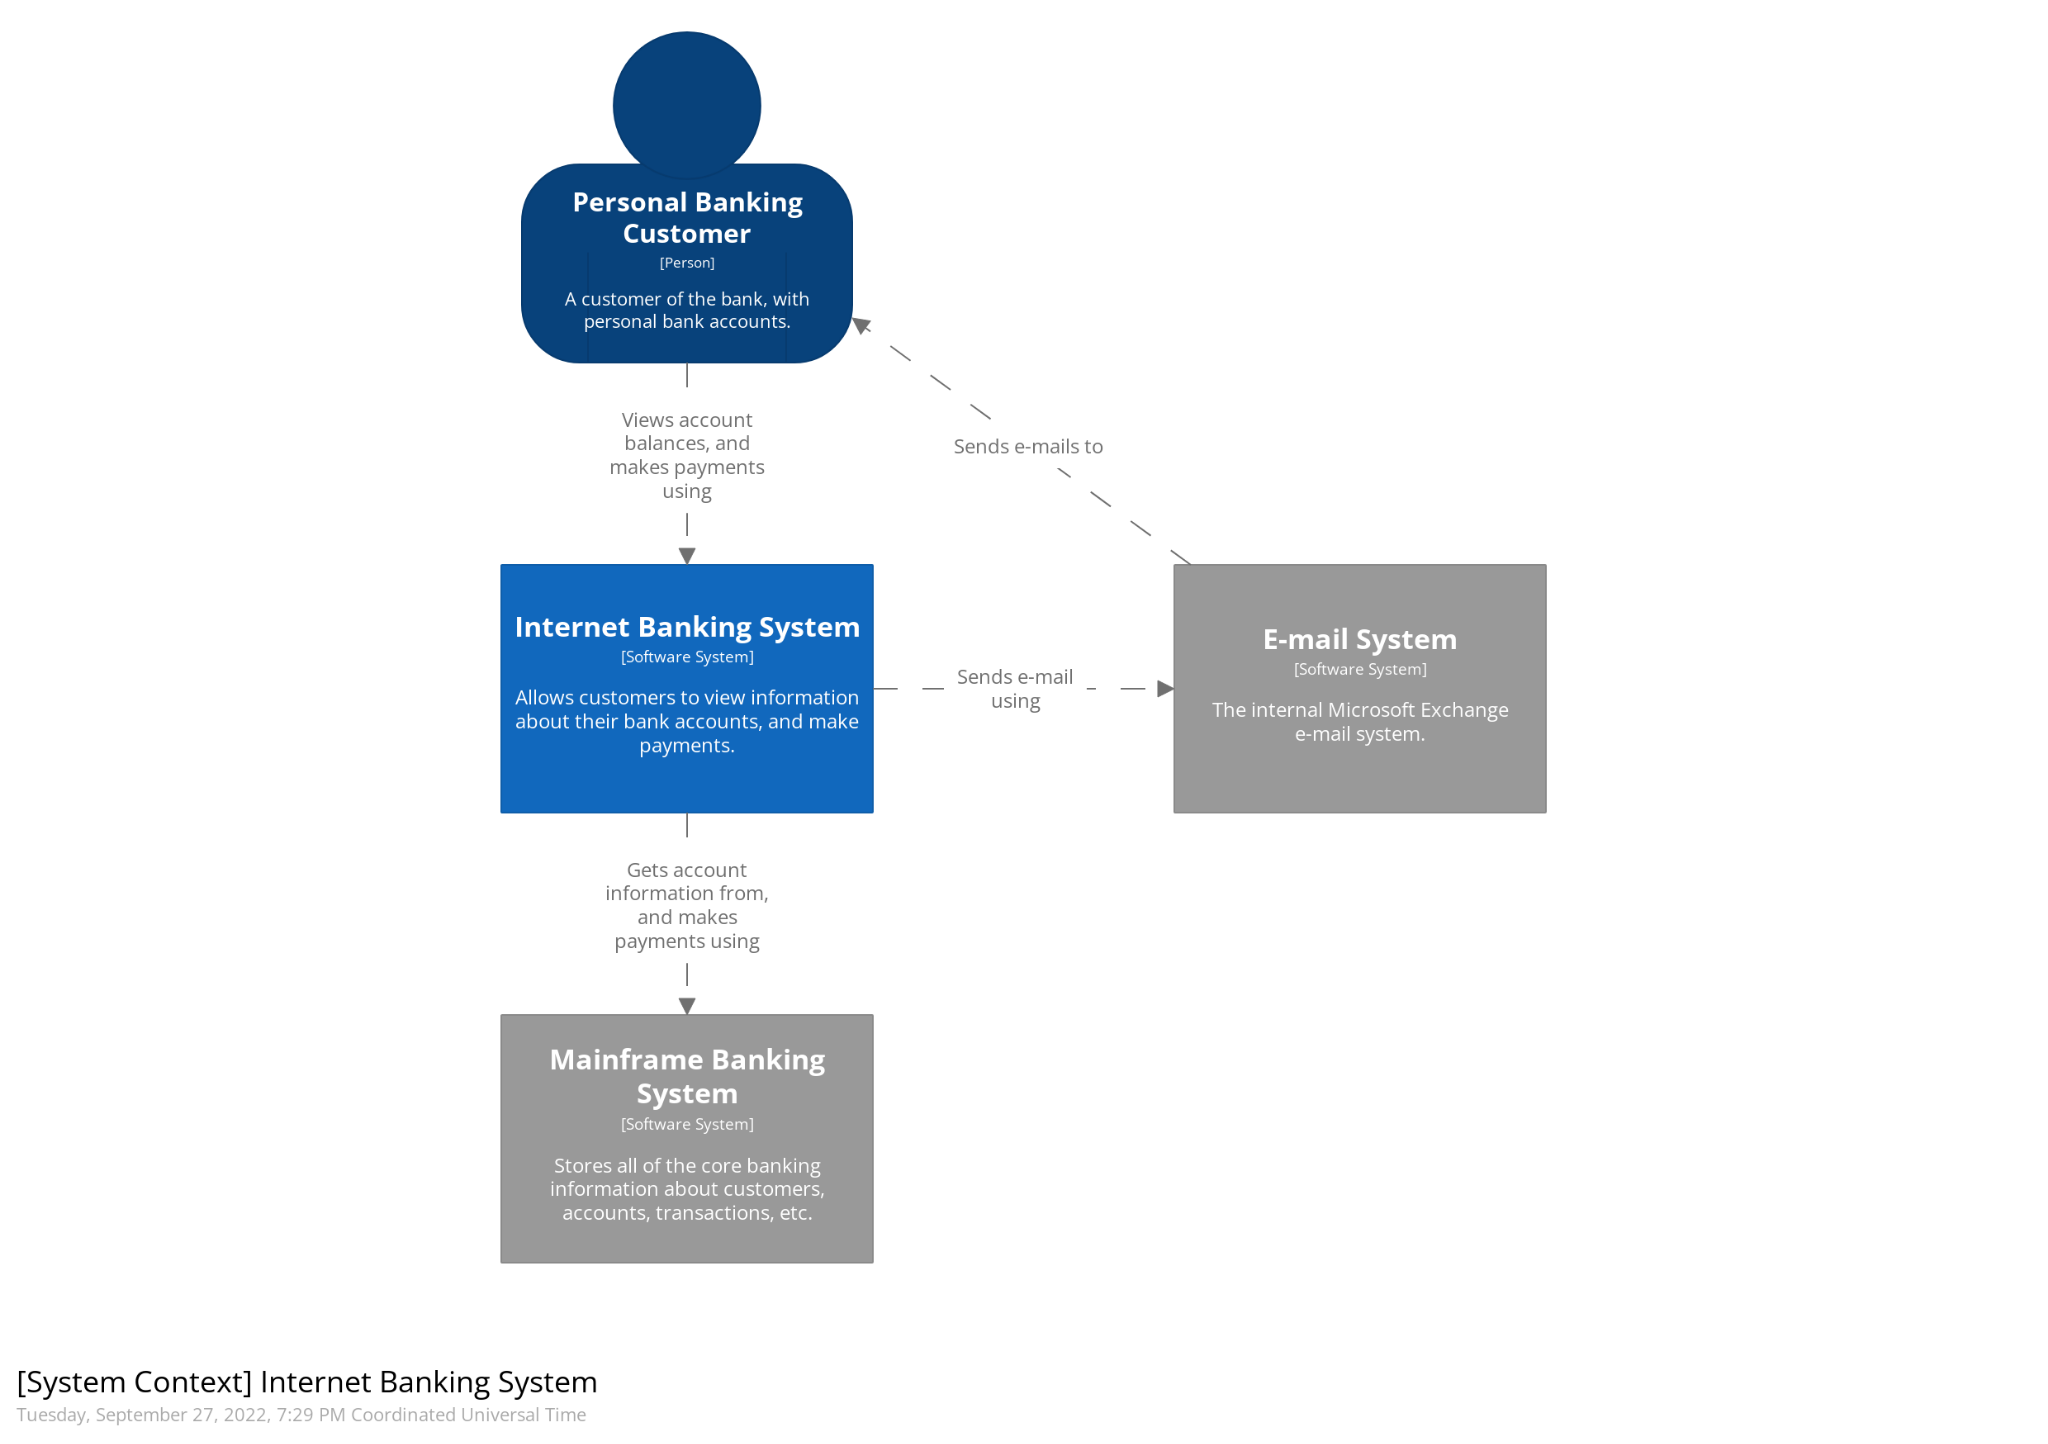 Personal Banking
Customer
[Person]
A customer of the bank, with
personal bank accounts.
Views account
balances, and
makes payments
using
Sends e-mails to
Internet Banking System
[Software System]
Allows customers to view information
about their bank accounts, and make
payments.
Sends e-mail
using
E-mail System
[Software System]
The internal Microsoft Exchange
e-mail system.
Gets account
information from,
and makes
payments using
Mainframe Banking
System
[Software System]
Stores all of the core banking
information about customers,
accounts, transactions, etc.
[System Context] Internet Banking System
Tuesday, September 27, 2022, 7:29 PM Coordinated Universal Time